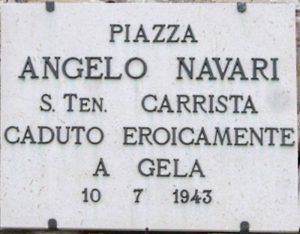 PIAZZA
ANGELO NAVARI
S. TEN. CARRISTA
CADUTO EROICAMENTE
A GELA
10 7 1943